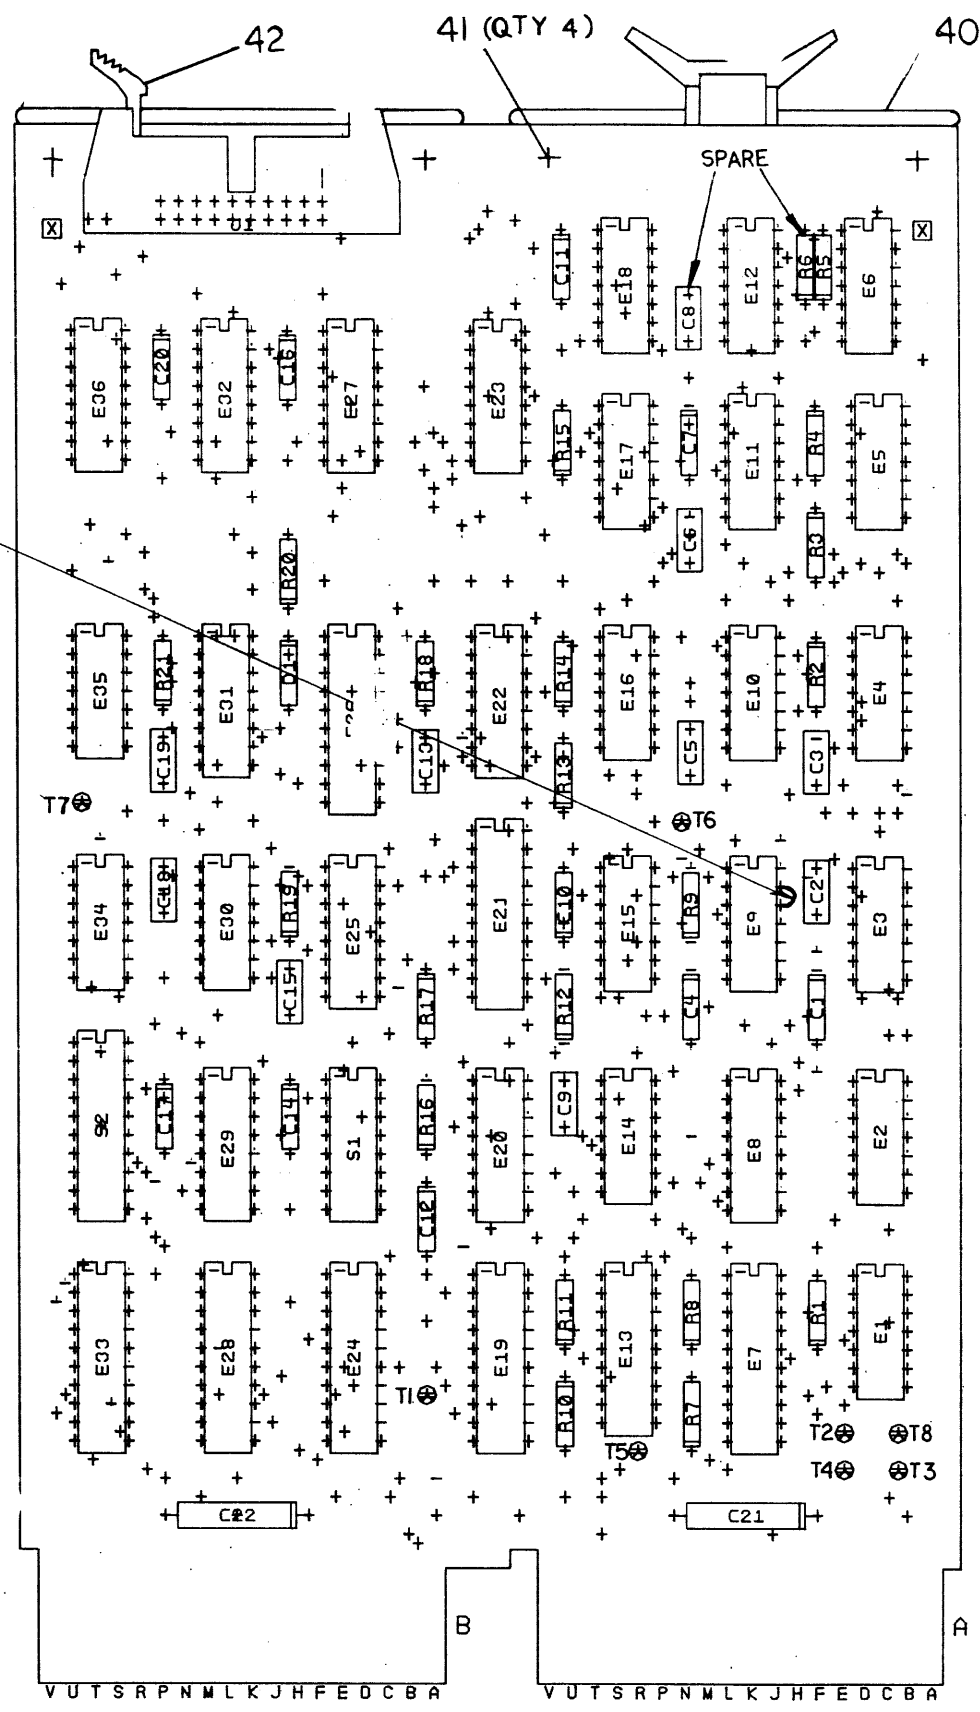 42
41 (QTY 4)
40
SPARE
X
X
C11
E18
C8
E12
R6
R5
E6
E36
C20
E32
C16
E27
E23
R15
E17
C7
E11
R4
E5
C6
R3
R20
E35
R21
E31
D1
R18
E22
R14
E16
E10
R2
E4
C19
C13
R13
C5
C3
T7
T6
E34
C18
E30
R19
E25
E21
C10
E15
R9
E9
C2
E3
C15
R17
R12
C4
C1
S2
C17
E29
C14
S1
R16
E20
C9
E14
E8
E2
C12
E33
E28
E24
E19
R11
E13
R8
E7
R1
E1
T1
R10
R7
T2
T8
T5
T4
T3
C22
C21
B
A
V U T S R P N M L K J H F E D C B A
V U T S R P N M L K J H F E D C B A